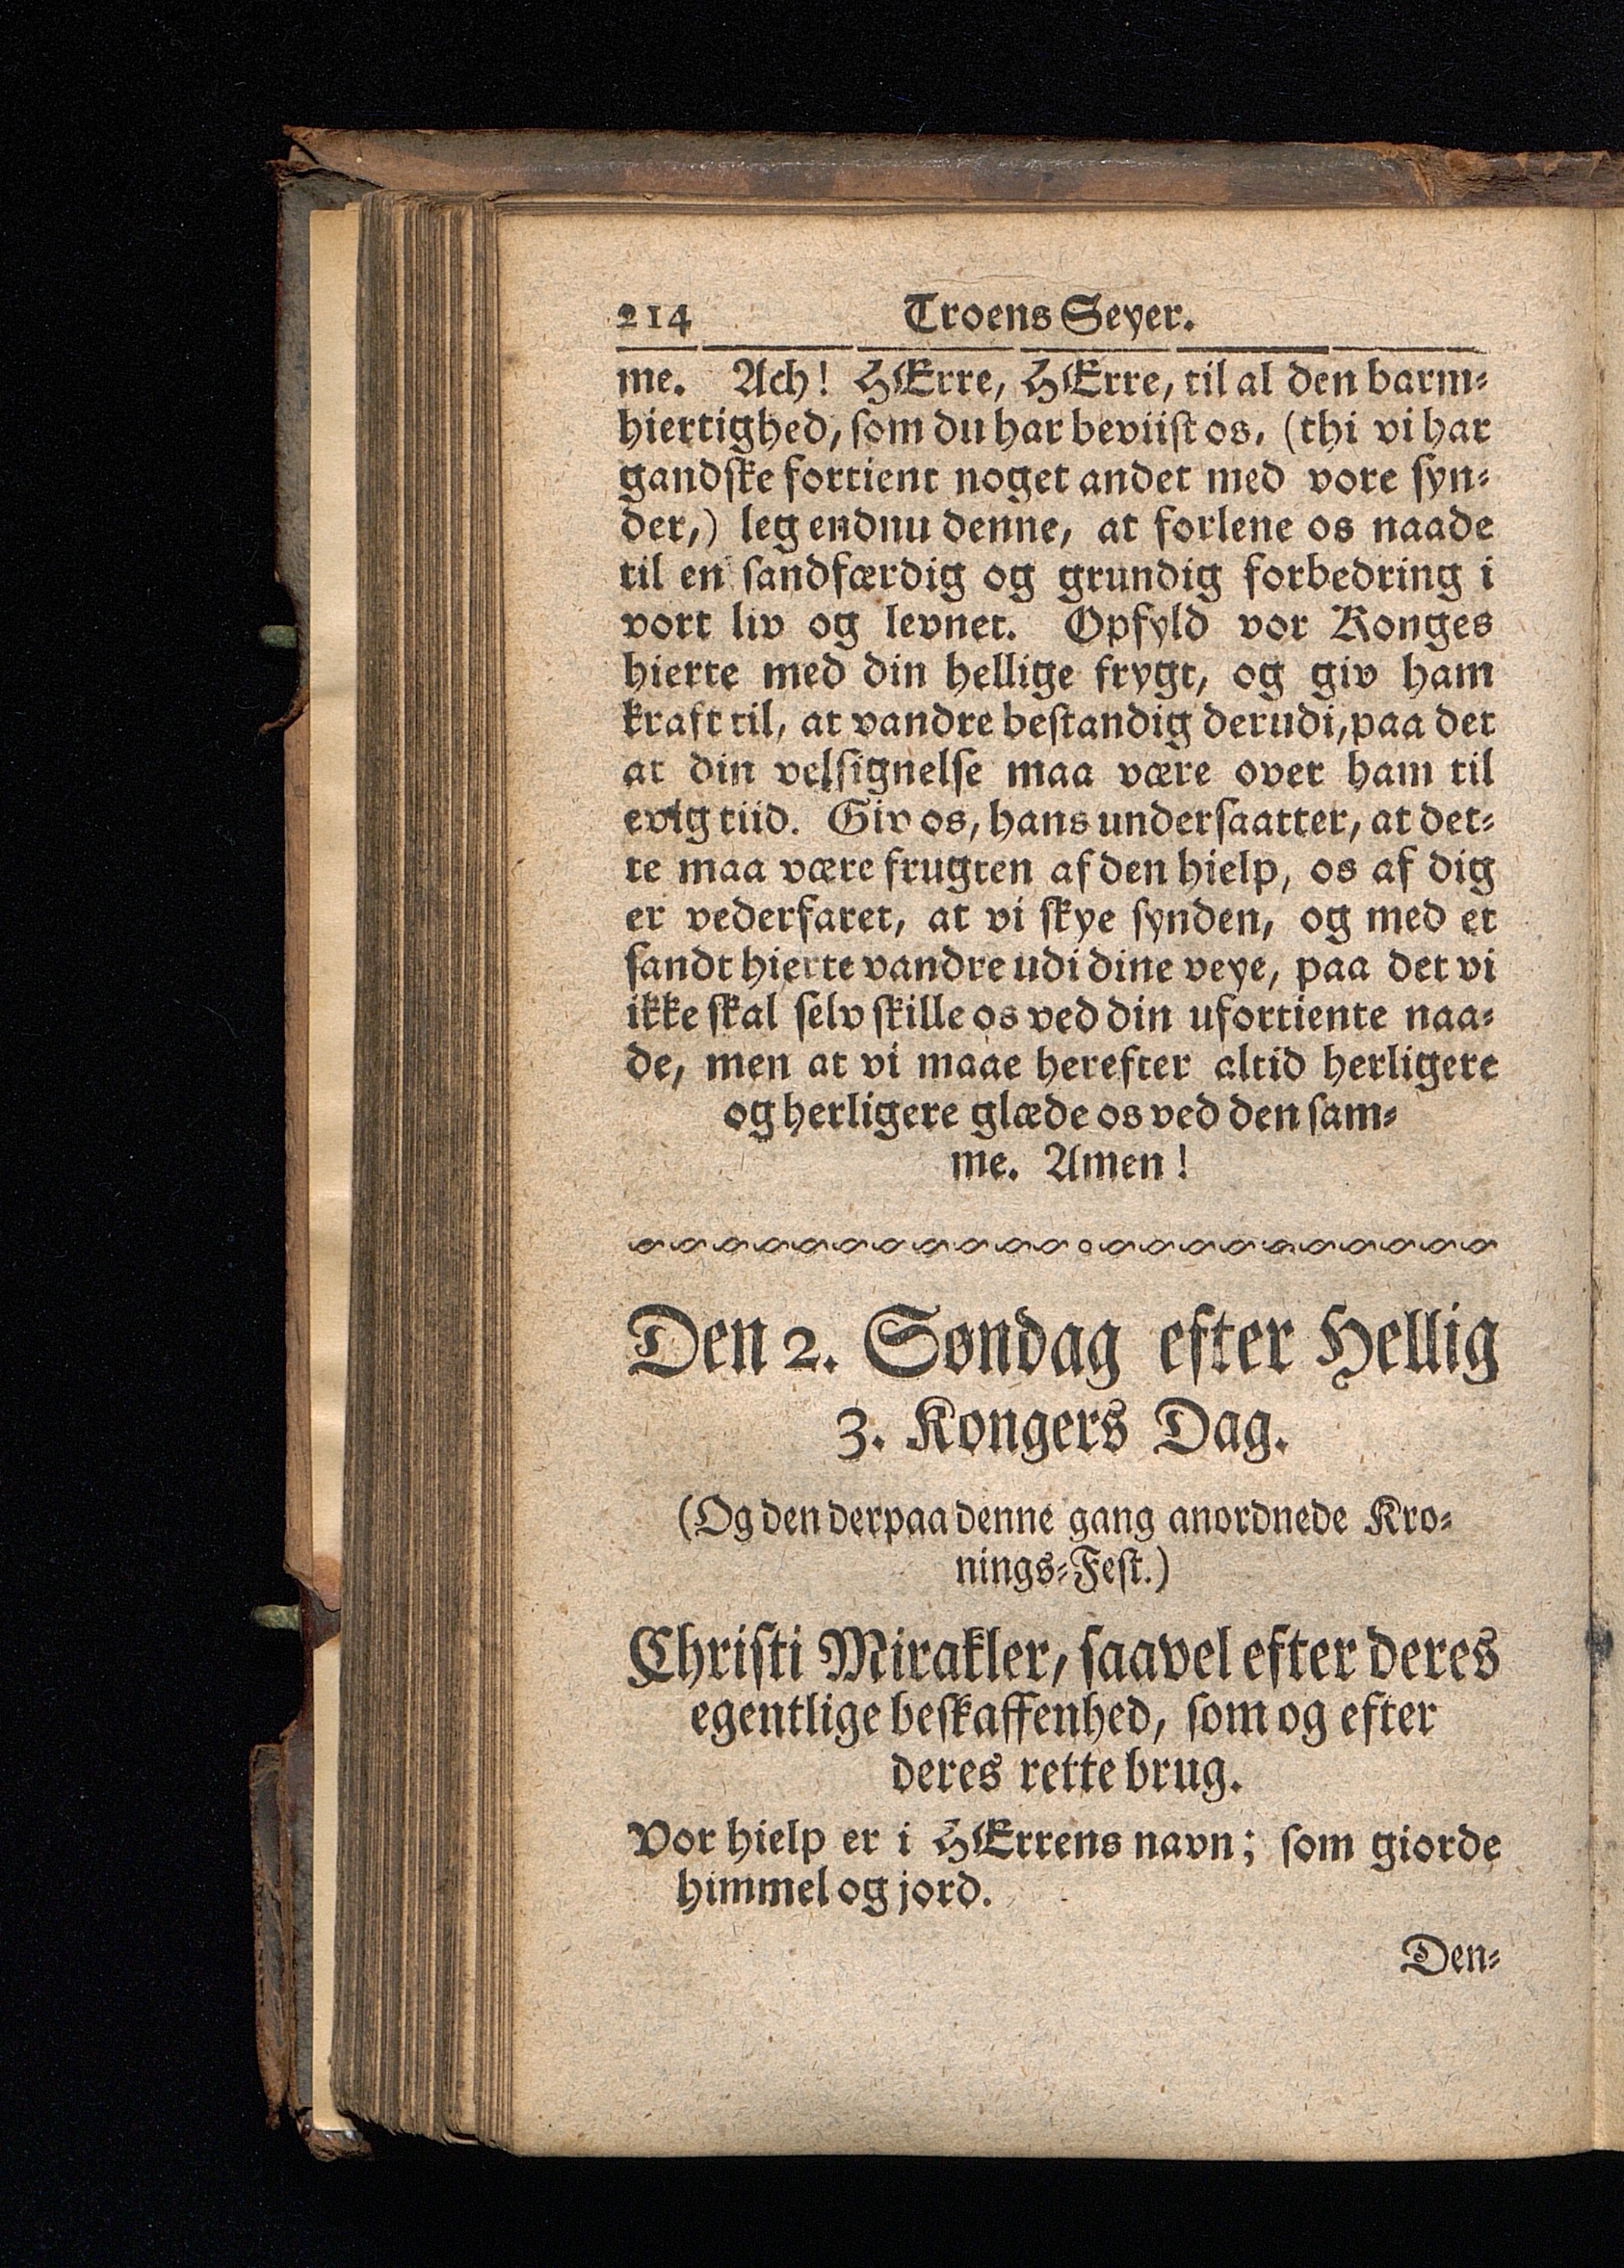 214 Troens Seyer.
me. Ach! HErre, HErre, til al den barm-
hiertighed, som du har beviist os, (thi vi har
gandske fortient noget andet med vore syn-
der,) leg endnu denne, at forlene os naade
til en sandfærdig og grundig forbedring i
vort liv og levnet. Opfyld vor Konges
hierte med din hellige frygt, og giv ham
kraft til, at vandre bestandig derudi, paa det
at din velsignelse maa være over ham til
evig tiid. Giv os, hans undersaatter, at det-
te maa være frugten af den hielp, os af dig
er vederfaret, at vi skye synden, og med et
sandt hierte vandre udi dine veye, paa det vi
ikke skal selv skille os ved din ufortiente naa-
de, men at vi maae herefter altid herligere
og herligere glæde os ved den sam-
me. Amen!
Den 2. Søndag efter Hellig
3. Kongers Dag.
(Og den derpaa denne gang anordnede Kro-
nings-Fest.)
Christi Mirakler, saavel efter deres
egentlige beskaffenhed, som og efter
deres rette brug.
Vor hielp er i HErrens navn; som giorde
himmel og jord.
Den-